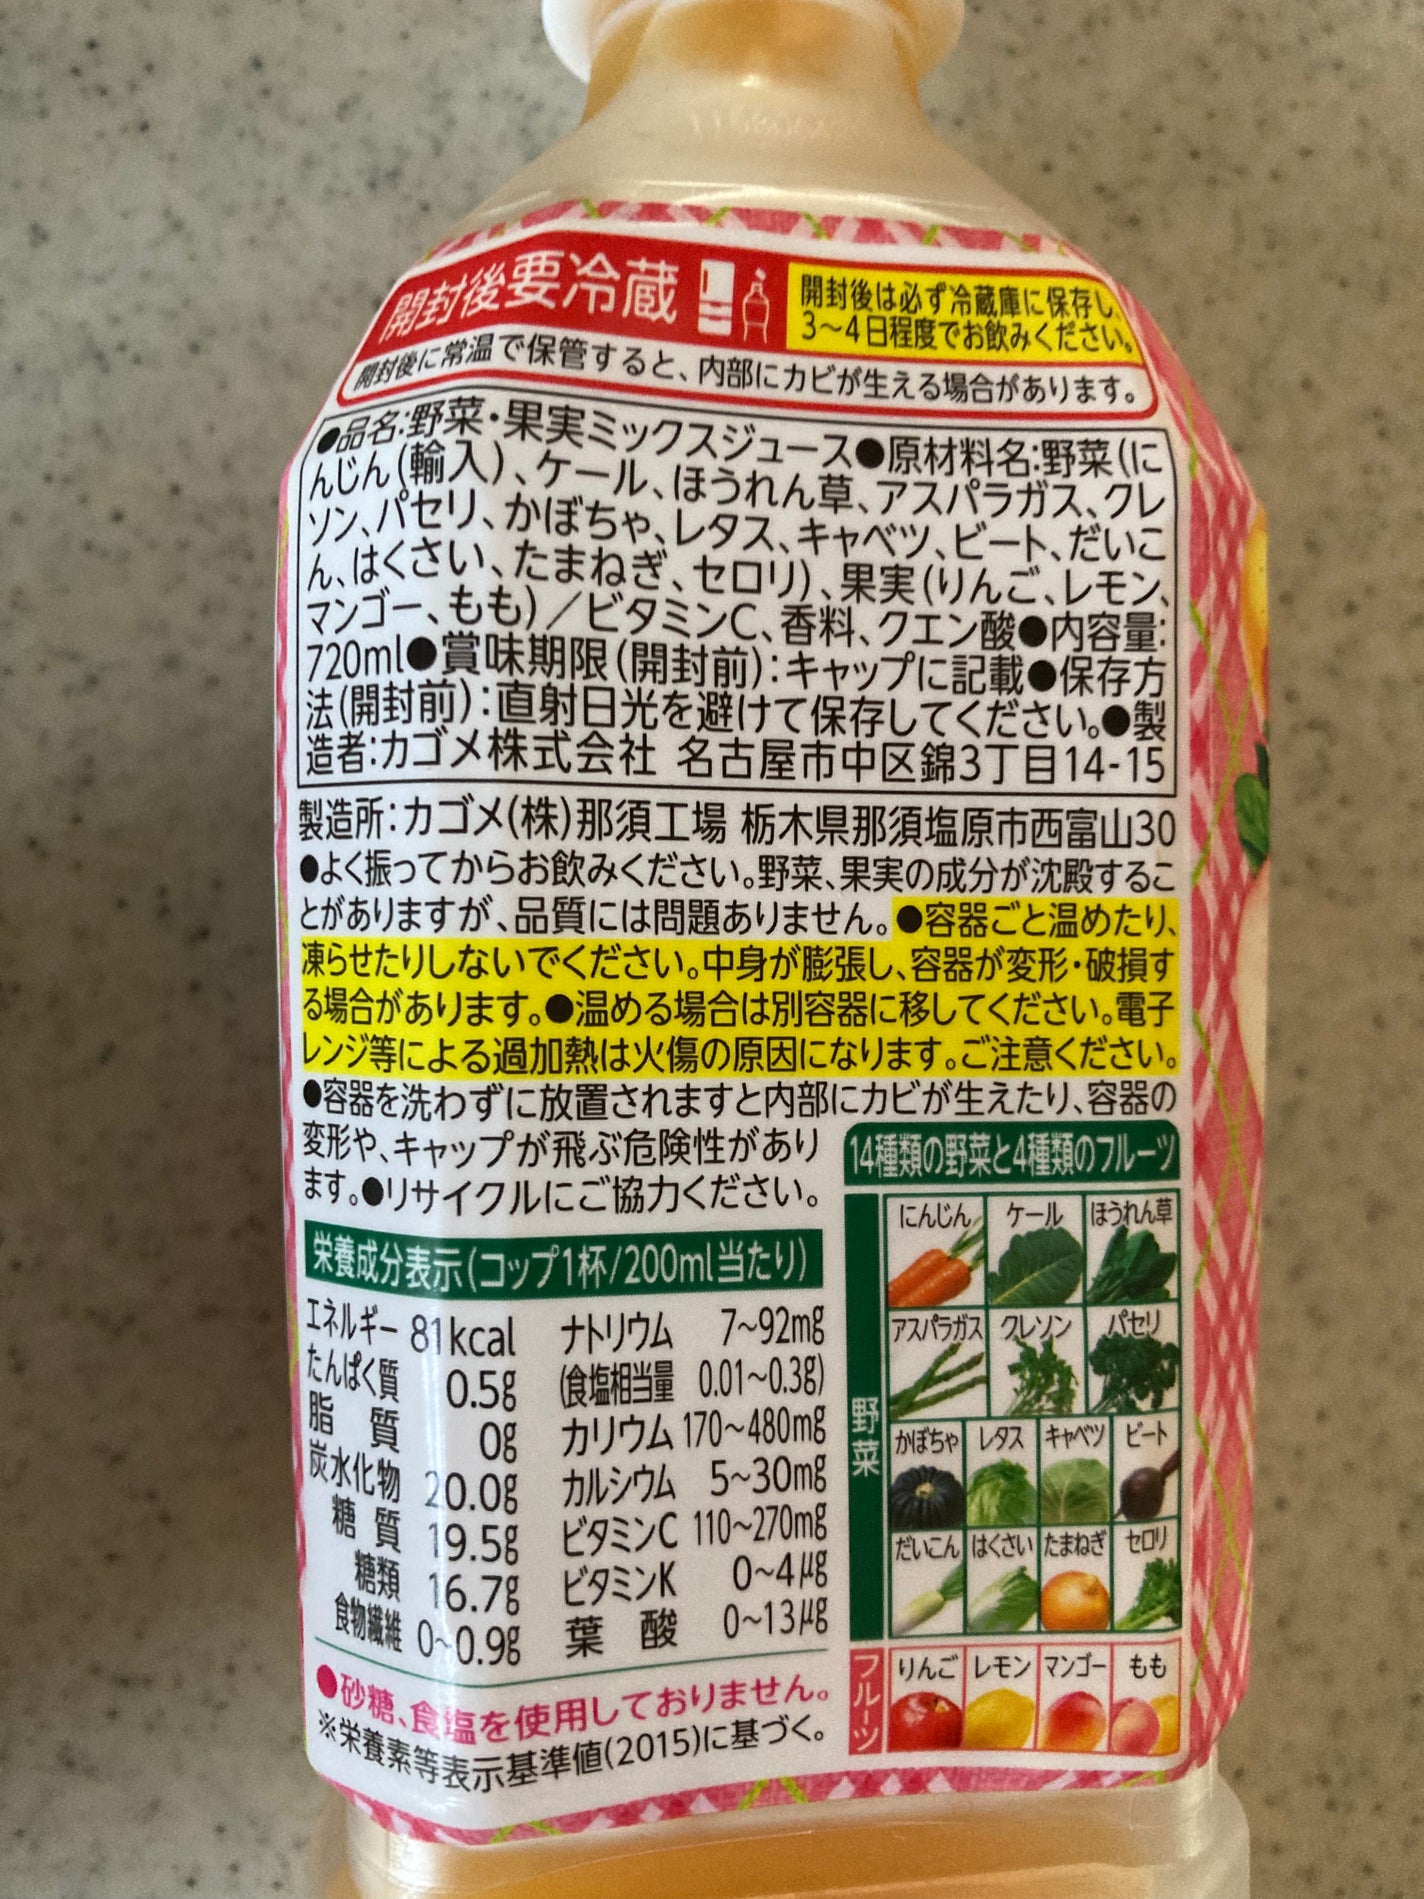 開封後要冷蔵
開封後は必ず冷蔵庫に保存し、
3〜4日程度でお飲みください。
開封後に常温で保管すると、内部にカビが生える場合があります。
●品名:野菜・果実ミックスジュース●原材料名:野菜(に
んじん(輸入)、ケール、ほうれん草、アスパラガス、クレ
ソン、パセリ、かぼちゃ、レタス、キャベツ、ビート、だいこ
ん、はくさい、たまねぎ、セロリ)、果実(りんご、レモン、
マンゴー、もも)/ビタミンC、香料、クエン酸●内容量:
720ml●賞味期限(開封前):キャップに記載●保存方
法(開封前):直射日光を避けて保存してください。●製
造者:カゴメ株式会社 名古屋市中区錦3丁目14-15
製造所:カゴメ(株)那須工場 栃木県那須塩原市西富山30
●よく振ってからお飲みください。野菜、果実の成分が沈殿するこ
とがありますが、品質には問題ありません。●容器ごと温めたり、
凍らせたりしないでください。中身が膨張し、容器が変形・破損す
る場合があります。●温める場合は別容器に移してください。電子
レンジ等による過加熱は火傷の原因になります。ご注意ください。
●容器を洗わずに放置されますと内部にカビが生えたり、容器の
変形や、キャップが飛ぶ危険性があり
ます。●リサイクルにご協力ください。
栄養成分表示(コップ1杯/200ml当たり)
エネルギー 81kcal
たんぱく質 0.5g
脂質 0g
炭水化物 20.0g
糖質 19.5g
糖類 16.7g
食物繊維 0~0.9g
ナトリウム 7~92mg
(食塩相当量 0.01~0.3g)
カリウム 170~480mg
カルシウム 5~30mg
ビタミンC 110~270mg
ビタミンK 0~4μg
葉酸 0~13μg
●砂糖、食塩を使用しておりません。
※栄養素等表示基準値(2015)に基づく。
14種類の野菜と4種類のフルーツ
野菜
にんじん ケール ほうれん草
アスパラガス クレソン パセリ
かぼちゃ レタス キャベツ ビート
だいこん はくさい たまねぎ セロリ
フルーツ
りんご レモン マンゴー もも